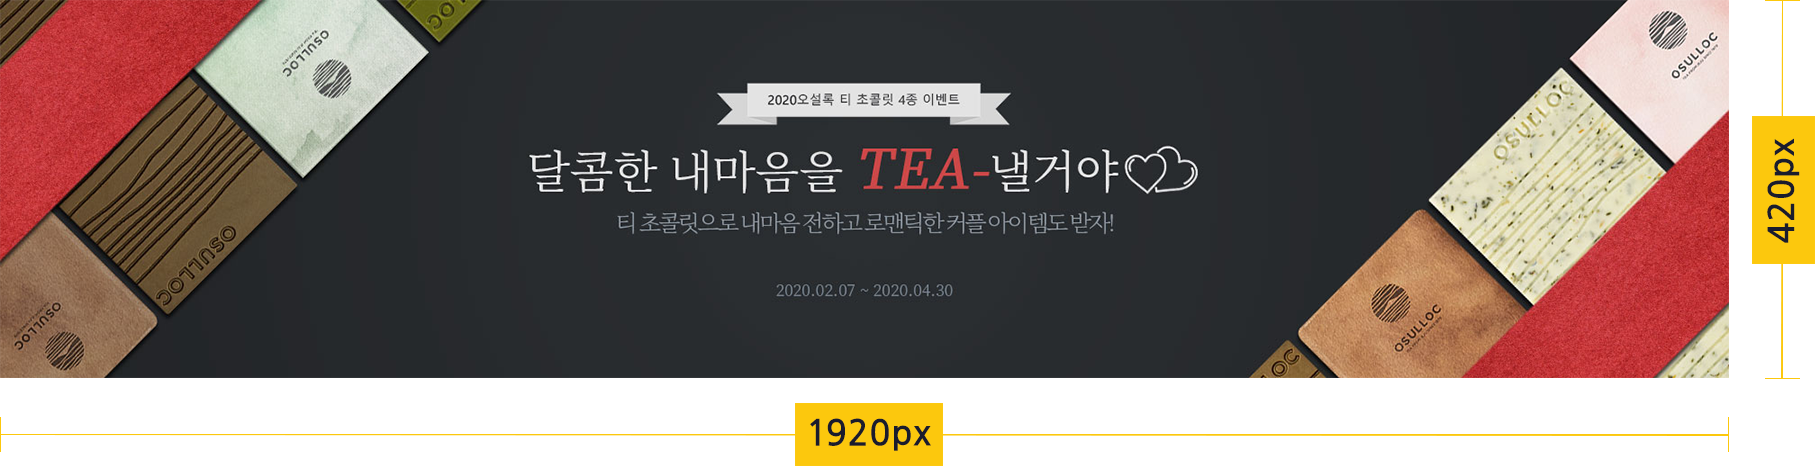 OSULLOC
OSULLOC
2020오설록 티 초콜릿 4종 이벤트
달콤한 내마음을 TEA-낼거야
티 초콜릿으로 내마음 전하고 로맨틱한 커플 아이템도 받자!
2020.02.07 ~ 2020.04.30
OSULLOC
OSULLOC
OSULLOC
OSULLOC
420px
1920px